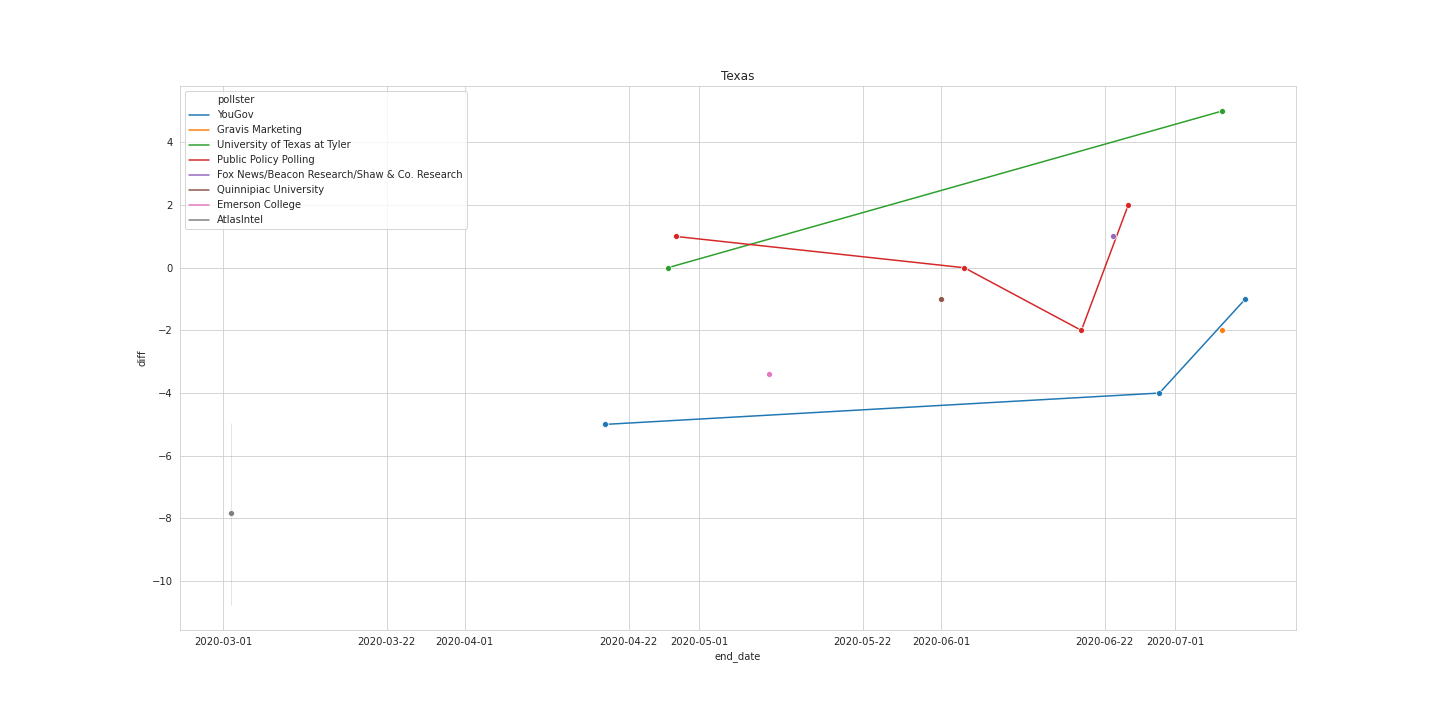 Texas
pollster
YouGov
Gravis Marketing
University of Texas at Tyler
Public Policy Polling
Fox News/Beacon Research/Shaw & Co. Research
Quinnipiac University
Emerson College
AtlasIntel
4
2
0
−2
−4
−6
−8
−10
diff
2020-03-01 2020-03-22 2020-04-01 2020-04-22 2020-05-01 2020-05-22 2020-06-01 2020-06-22 2020-07-01
end_date